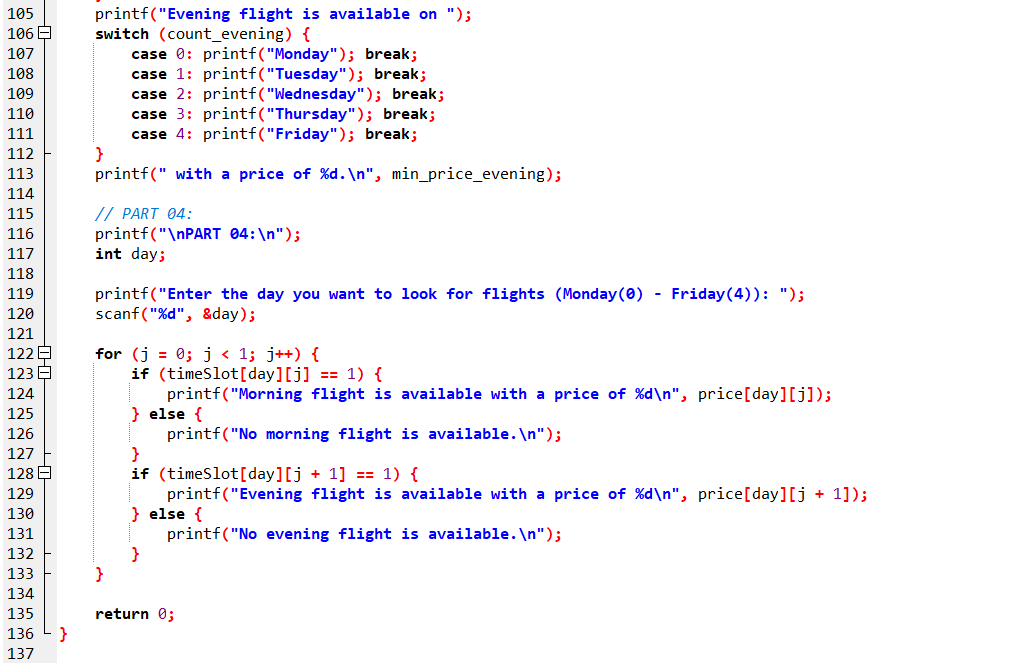 105 printf("Evening flight is available on ");
106 switch (count_evening) {
107 case 0: printf("Monday"); break;
108 case 1: printf("Tuesday"); break;
109 case 2: printf("Wednesday"); break;
110 case 3: printf("Thursday"); break;
111 case 4: printf("Friday"); break;
112 }
113 printf(" with a price of %d.\n", min_price_evening);
114
115 // PART 04:
116 printf("\nPART 04:\n");
117 int day;
118
119 printf("Enter the day you want to look for flights (Monday(0) - Friday(4)): ");
120 scanf("%d", &day);
121
122 for (j = 0; j < 1; j++) {
123 if (timeSlot[day][j] == 1) {
124 printf("Morning flight is available with a price of %d\n", price[day][j]);
125 } else {
126 printf("No morning flight is available.\n");
127 }
128 if (timeSlot[day][j + 1] == 1) {
129 printf("Evening flight is available with a price of %d\n", price[day][j + 1]);
130 } else {
131 printf("No evening flight is available.\n");
132 }
133 }
134
135 return 0;
136 }
137